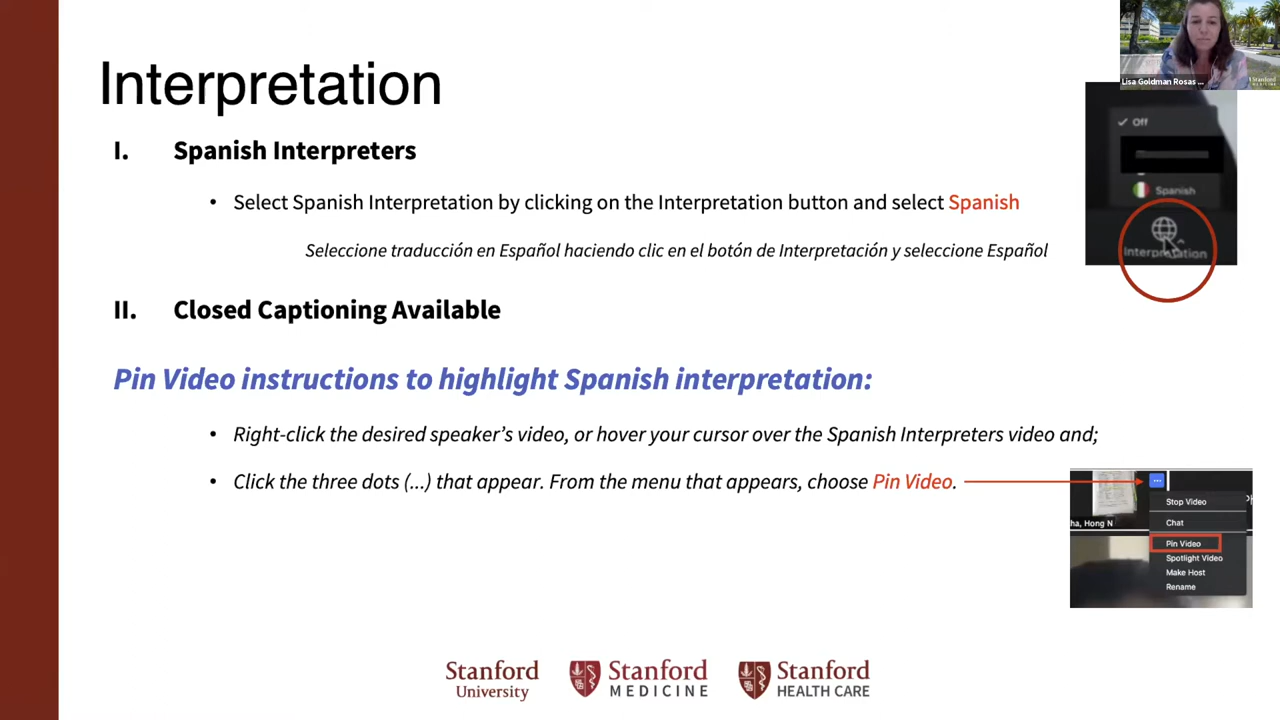 Interpretation
Lisa Goldman Rosas ...
Stanford
MEDICINE
Off
I. Spanish Interpreters
• Select Spanish Interpretation by clicking on the Interpretation button and select Spanish
Spanish
Seleccione traducción en Español haciendo clic en el botón de Interpretación y seleccione Español
Interpretation
II. Closed Captioning Available
Pin Video instructions to highlight Spanish interpretation:
• Right-click the desired speaker's video, or hover your cursor over the Spanish Interpreters video and;
• Click the three dots (...) that appear. From the menu that appears, choose Pin Video.
...
Stop Video
ha, Hong N
Chat
Pin Video
Spotlight Video
Make Host
Rename
Stanford
University
Stanford
MEDICINE
Stanford
HEALTH CARE